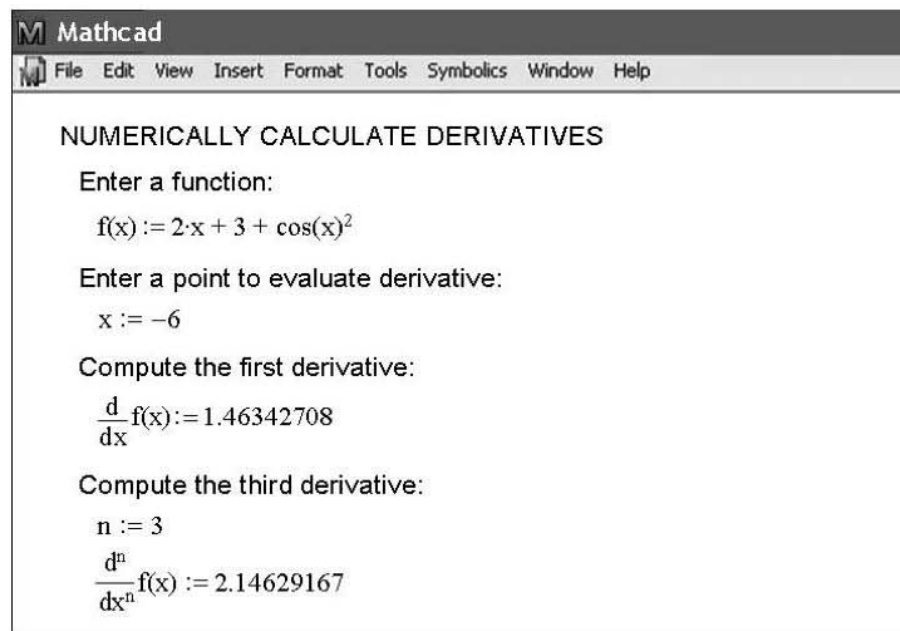 Mathcad
File Edit View Insert Format Tools Symbolics Window Help
NUMERICALLY CALCULATE DERIVATIVES
Enter a function:
f(x) := 2·x + 3 + cos(x)²
Enter a point to evaluate derivative:
x := −6
Compute the first derivative:
d/dx f(x) := 1.46342708
Compute the third derivative:
n := 3
dⁿ/dxⁿ f(x) := 2.14629167